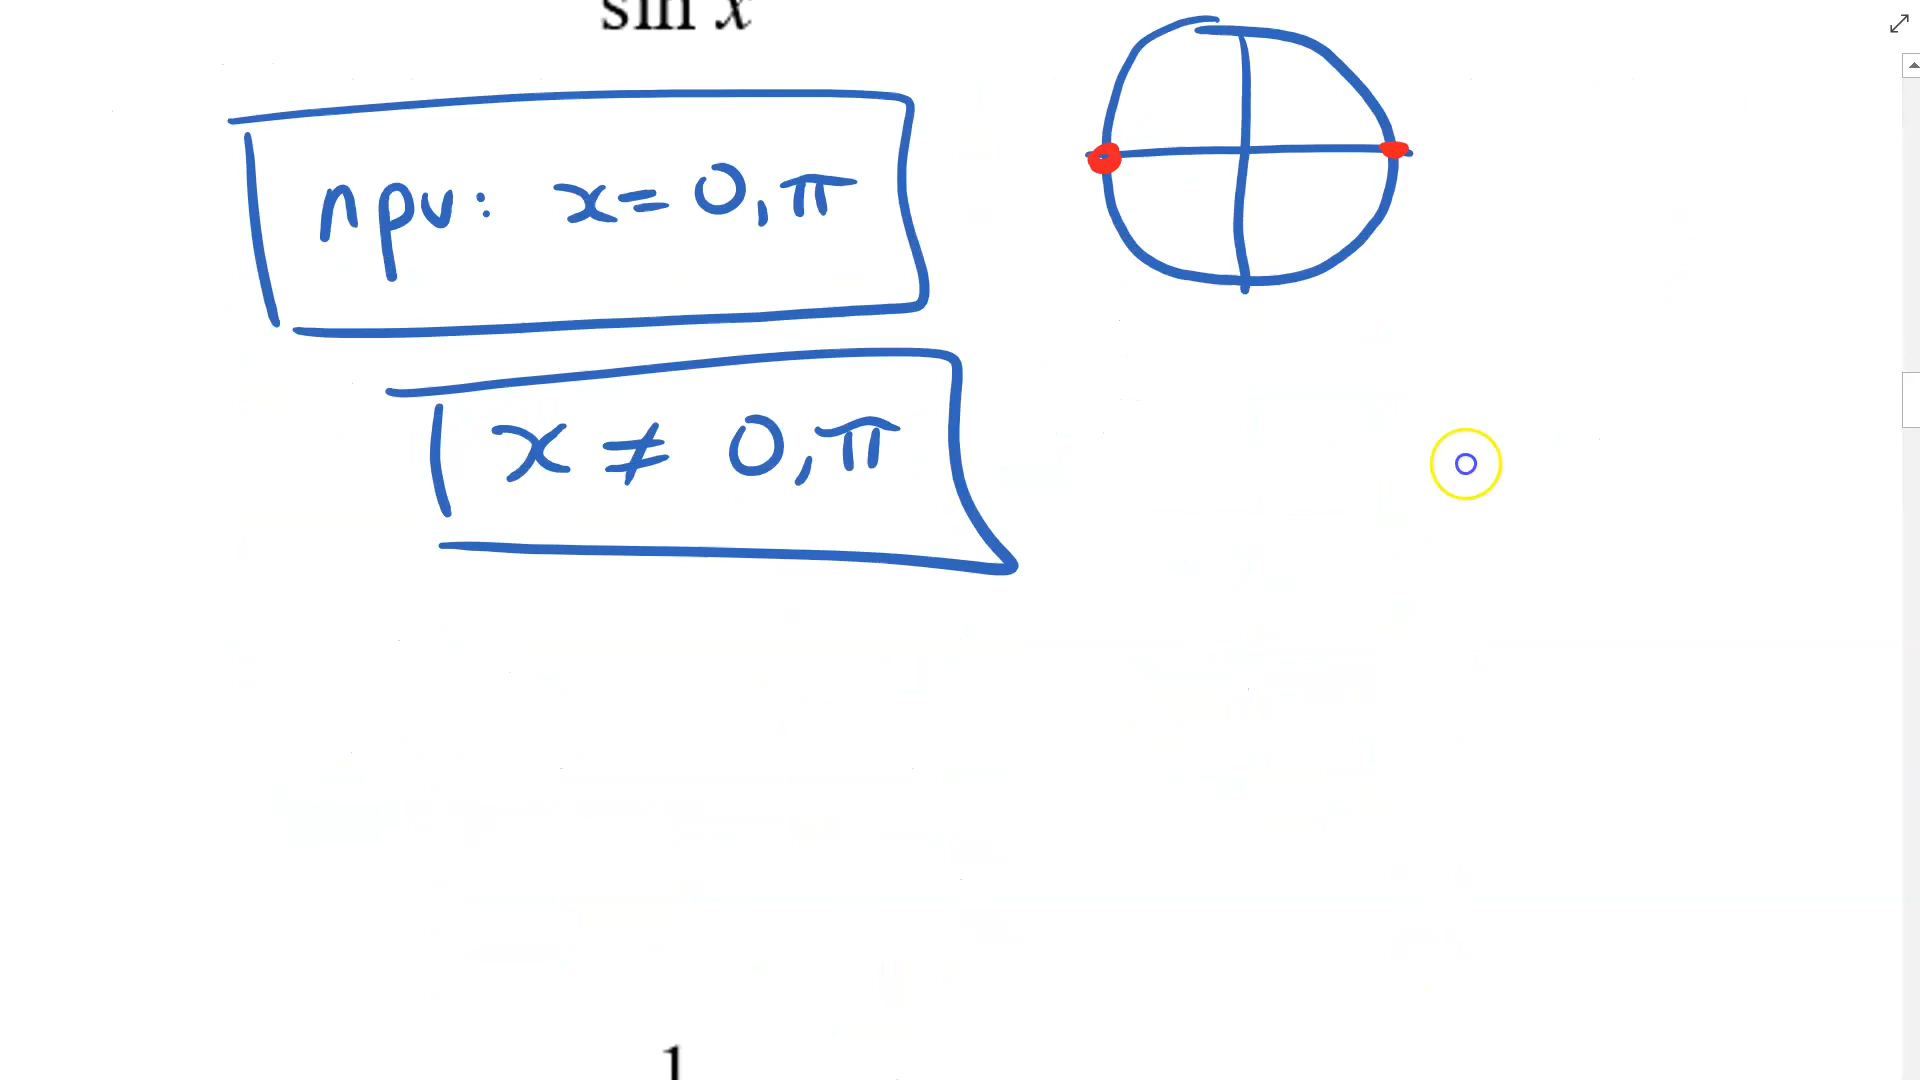 sin x
npv: x = 0, π
x ≠ 0, π
1